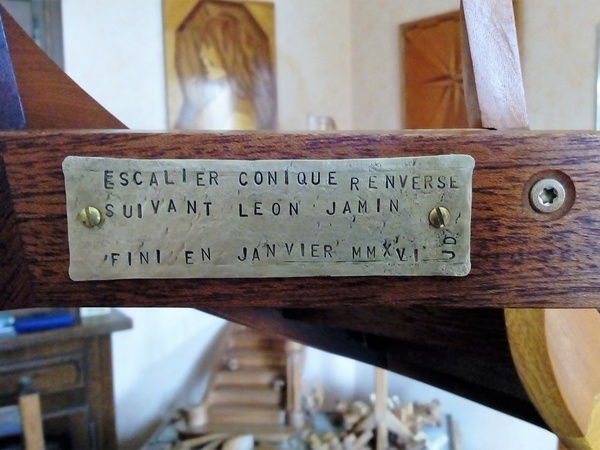 ESCALIER CONIQUE RENVERSE
SUIVANT LEON JAMIN
FINI EN JANVIER MMXVI